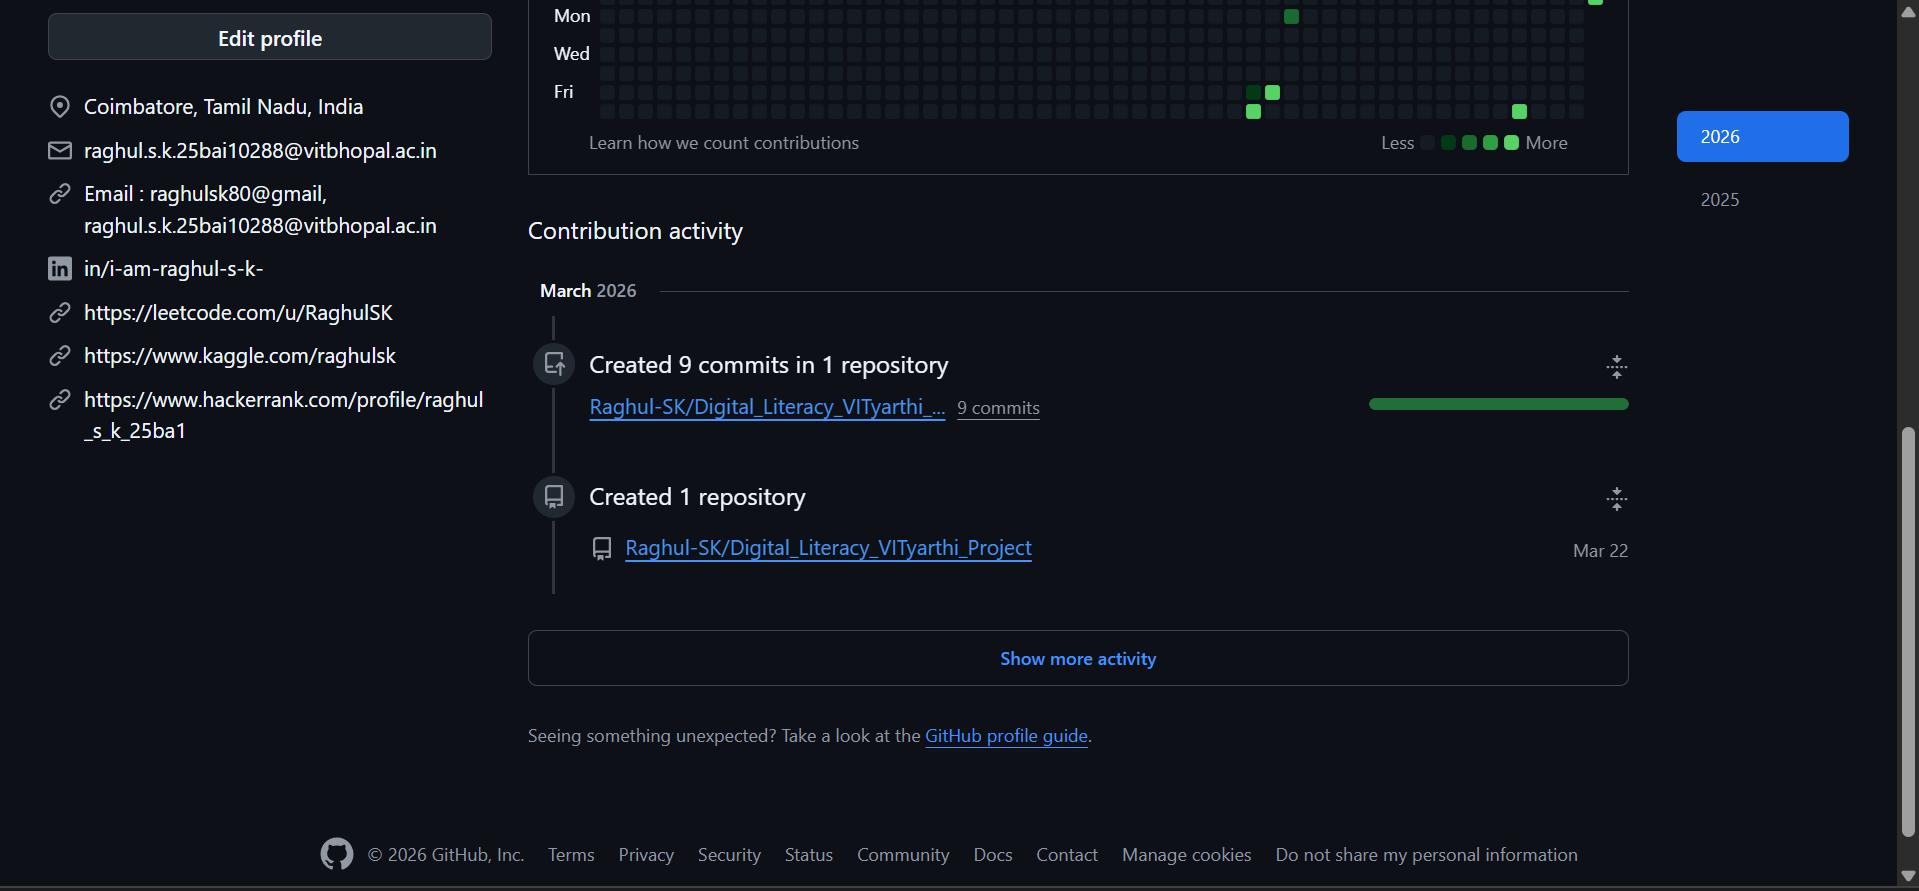 Edit profile
Coimbatore, Tamil Nadu, India
raghul.s.k.25bai10288@vitbhopal.ac.in
Email : raghulsk80@gmail,
raghul.s.k.25bai10288@vitbhopal.ac.in
in/i-am-raghul-s-k-
https://leetcode.com/u/RaghulSK
https://www.kaggle.com/raghulsk
https://www.hackerrank.com/profile/raghul
_s_k_25ba1
Mon
Wed
Fri
Learn how we count contributions
Less More
Contribution activity
March 2026
Created 9 commits in 1 repository
Raghul-SK/Digital_Literacy_VITyarthi_... 9 commits
Created 1 repository
Raghul-SK/Digital_Literacy_VITyarthi_Project Mar 22
Show more activity
Seeing something unexpected? Take a look at the GitHub profile guide.
2026
2025
© 2026 GitHub, Inc. Terms Privacy Security Status Community Docs Contact Manage cookies Do not share my personal information